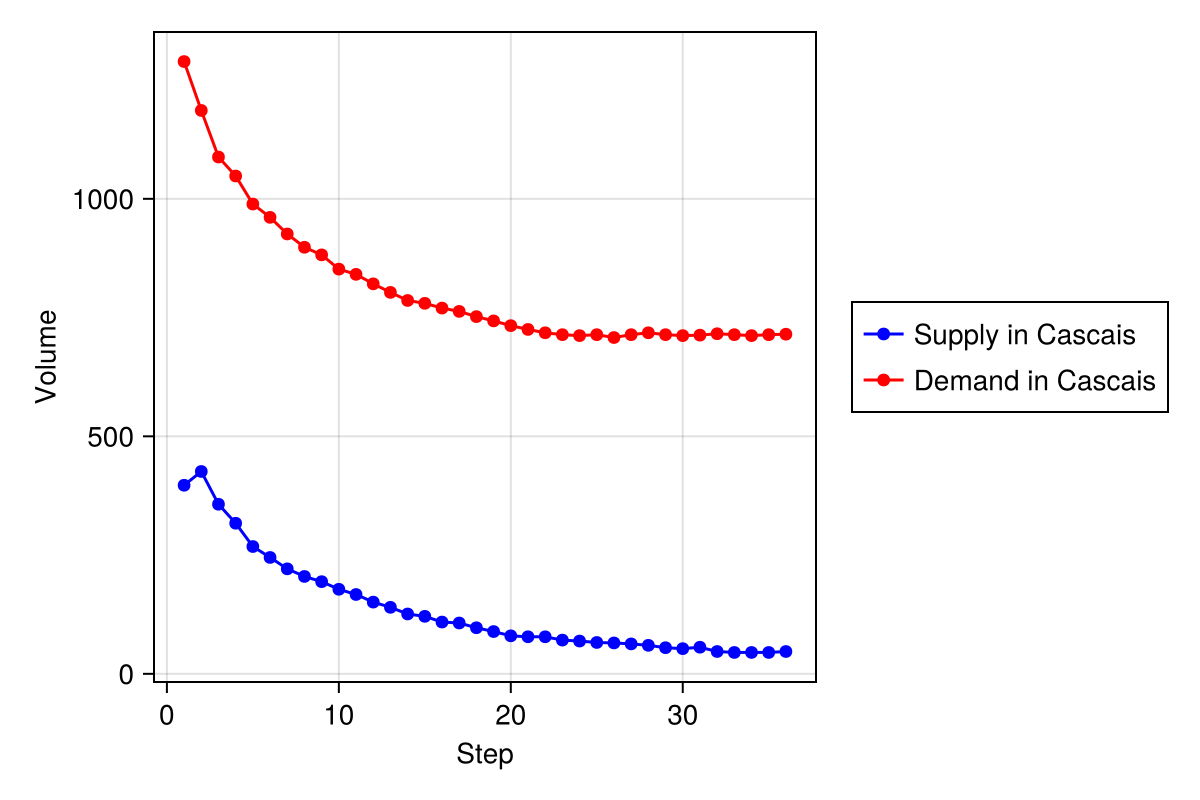 1000
500
0
0 10 20 30
Volume
Step
Supply in Cascais
Demand in Cascais